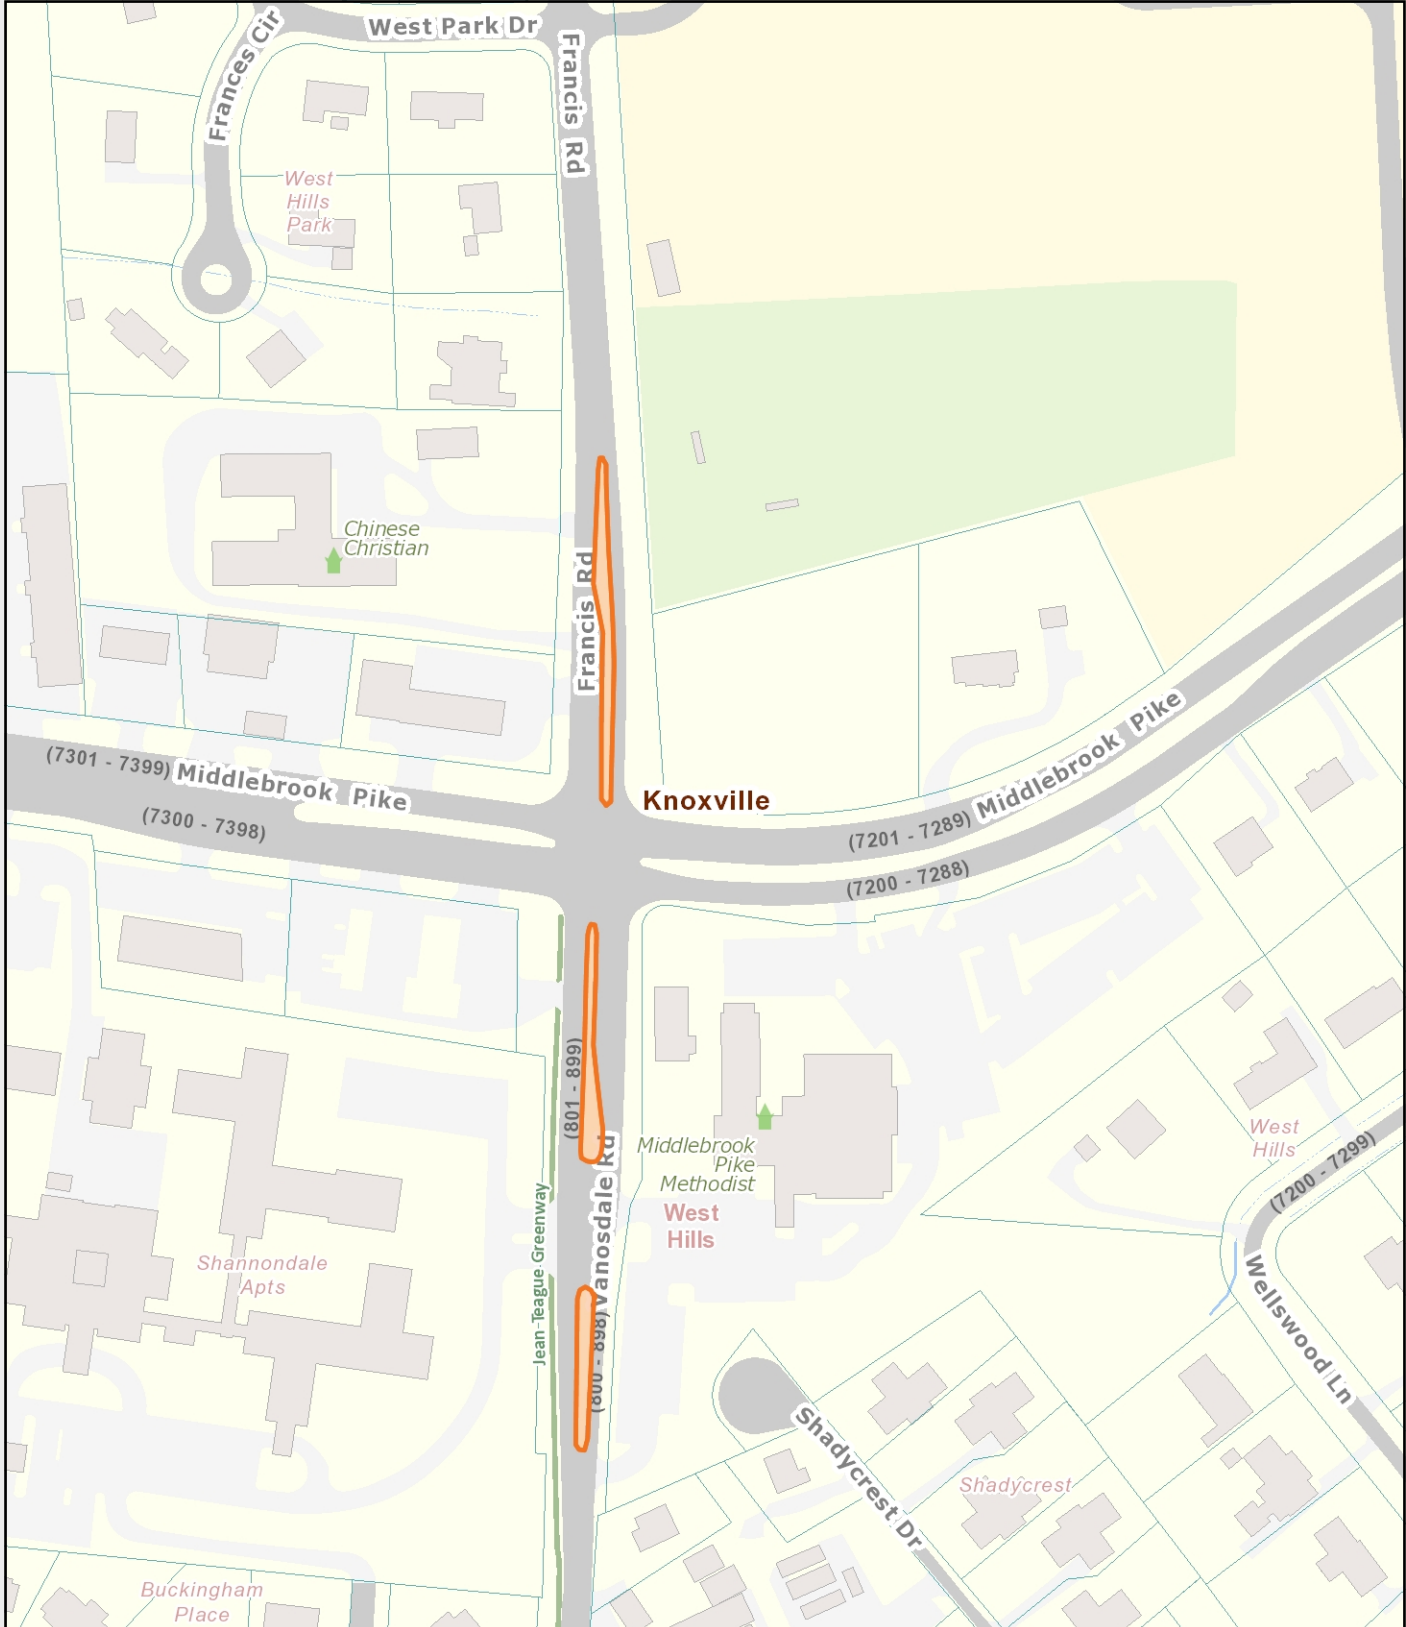 West Park Dr
Frances Cir
Francis Rd
West
Hills
Park
Chinese
Christian
Francis Rd
Middlebrook Pike
(7301 - 7399)
Middlebrook Pike
(7300 - 7398)
Knoxville
(7201 - 7289)
(7200 - 7288)
(801 - 899)
Middlebrook
Pike
Methodist
West
Hills
Vanosdale Rd
(800 - 898)
Jean-Teague-Greenway
West
Hills
(7200 - 7299)
Shannondale
Apts
Wellswood Ln
Shadycrest Dr
Shadycrest
Buckingham
Place